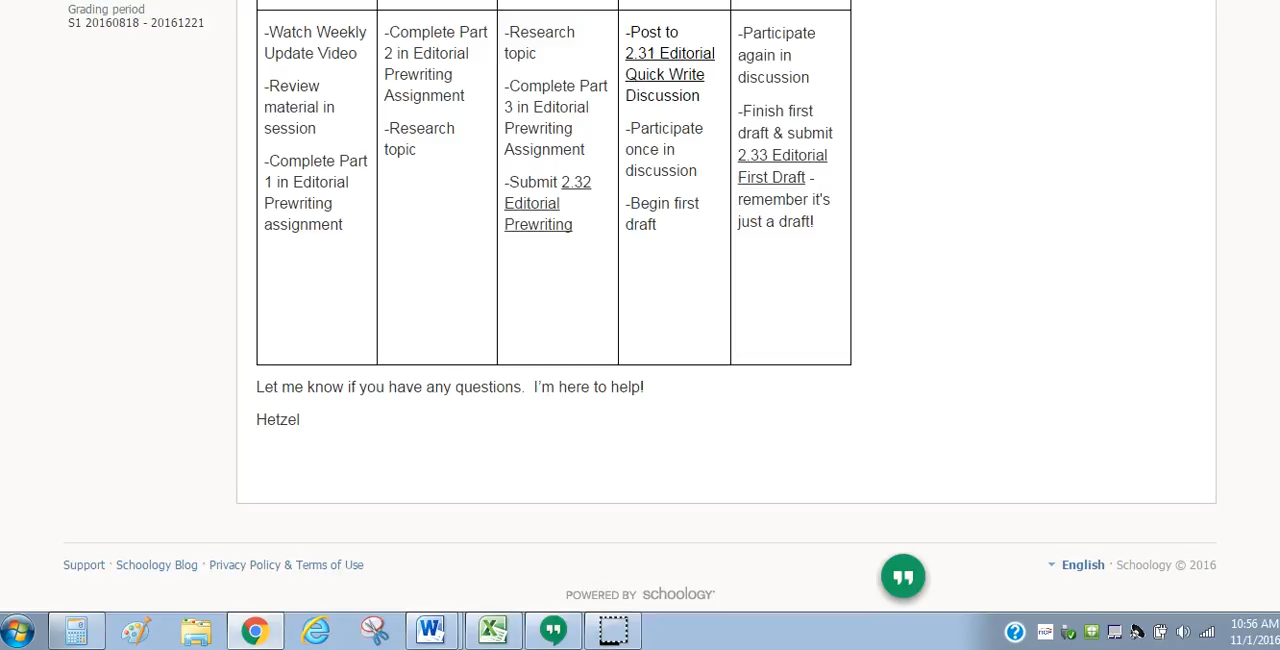 Grading period
S1 20160818 - 20161221
-Watch Weekly
Update Video
-Review
material in
session
-Complete Part
1 in Editorial
Prewriting
assignment
-Complete Part
2 in Editorial
Prewriting
Assignment
-Research
topic
-Research
topic
-Complete Part
3 in Editorial
Prewriting
Assignment
-Submit 2.32
Editorial
Prewriting
-Post to
2.31 Editorial
Quick Write
Discussion
-Participate
once in
discussion
-Begin first
draft
-Participate
again in
discussion
-Finish first
draft & submit
2.33 Editorial
First Draft -
remember it's
just a draft!
Let me know if you have any questions.  I'm here to help!
Hetzel
Support · Schoology Blog · Privacy Policy & Terms of Use
English · Schoology © 2016
POWERED BY schoology
10:56 AM
11/1/2016